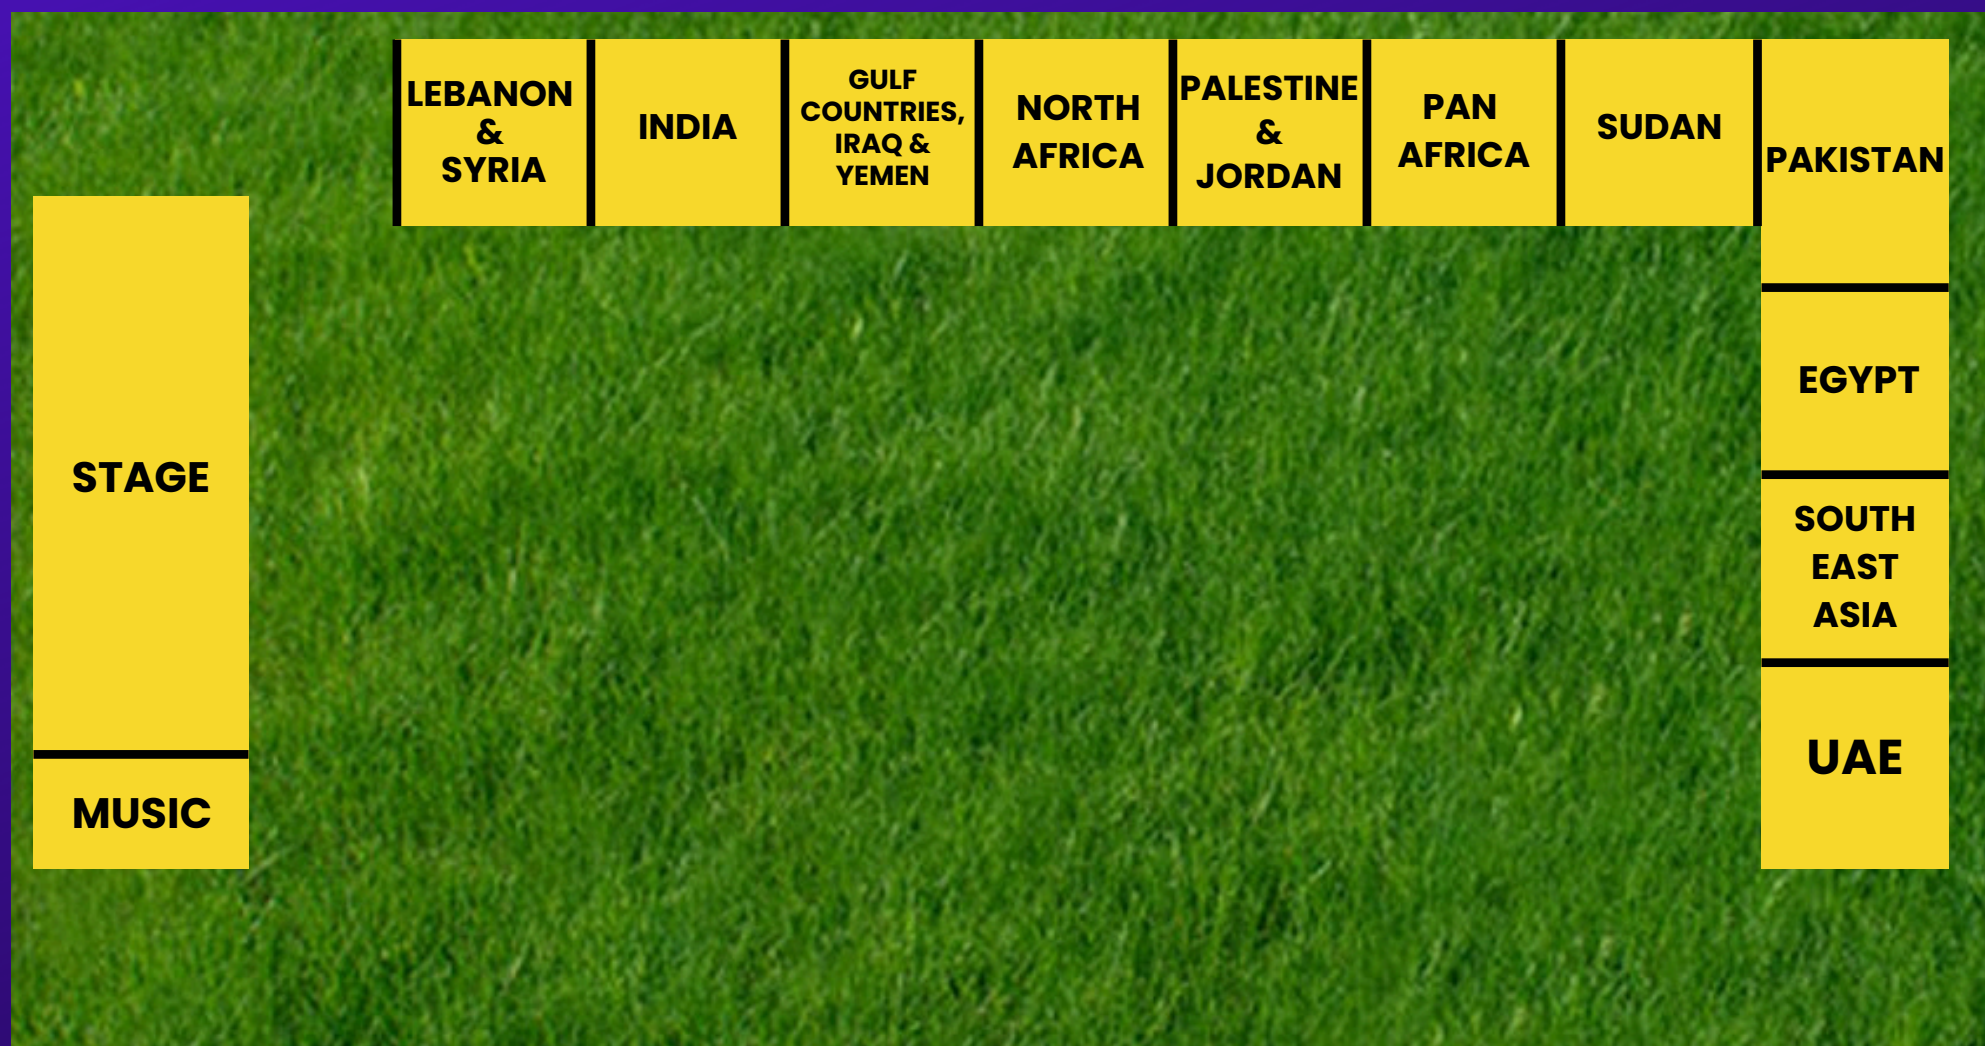 LEBANON
&
SYRIA
INDIA
GULF
COUNTRIES,
IRAQ &
YEMEN
NORTH
AFRICA
PALESTINE
&
JORDAN
PAN
AFRICA
SUDAN
PAKISTAN
EGYPT
SOUTH
EAST
ASIA
UAE
STAGE
MUSIC